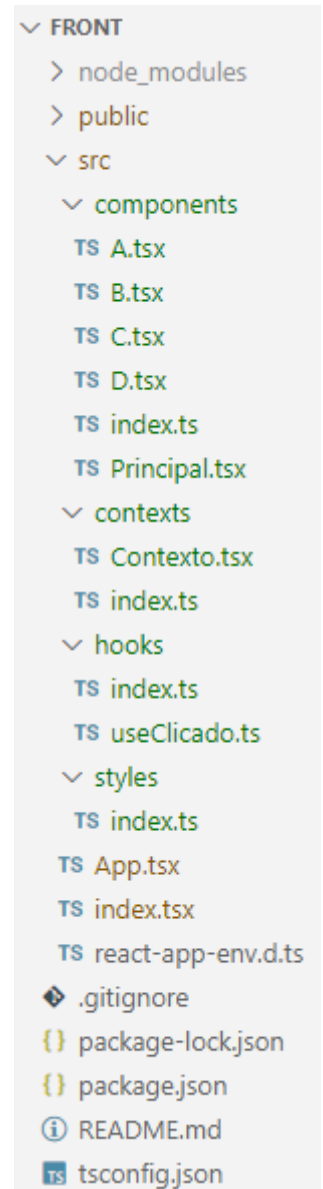 FRONT
node_modules
public
src
components
TS A.tsx
TS B.tsx
TS C.tsx
TS D.tsx
TS index.ts
TS Principal.tsx
contexts
TS Contexto.tsx
TS index.ts
hooks
TS index.ts
TS useClicado.ts
styles
TS index.ts
TS App.tsx
TS index.tsx
TS react-app-env.d.ts
.gitignore
{} package-lock.json
{} package.json
README.md
TS tsconfig.json